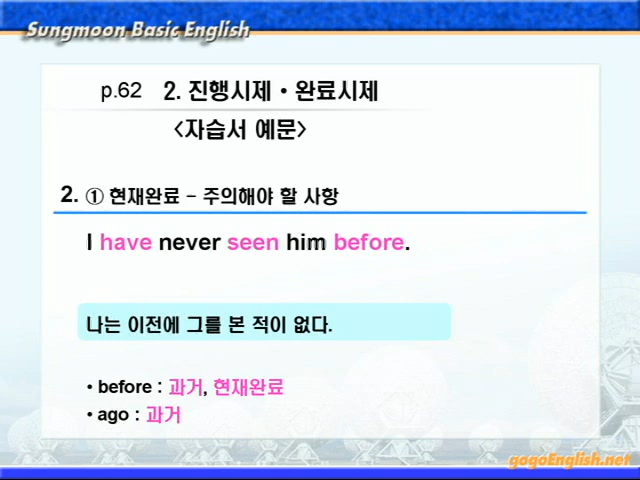 Sungmoon Basic English
p.62 2. 진행시제 • 완료시제
<자습서 예문>
2. ① 현재완료 – 주의해야 할 사항
I have never seen him before.
나는 이전에 그를 본 적이 없다.
• before : 과거, 현재완료
• ago : 과거
gogoEnglish.net